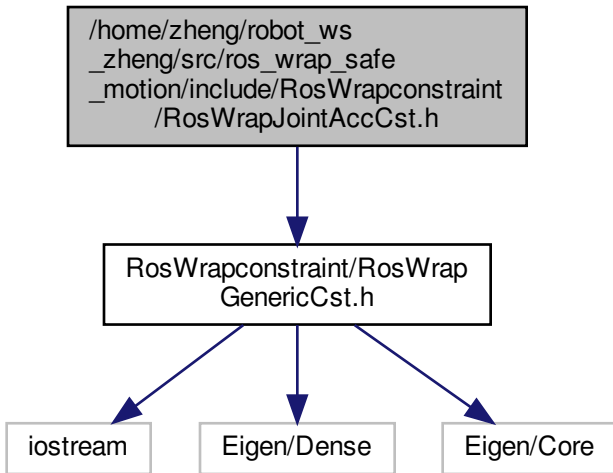 /home/zheng/robot_ws
_zheng/src/ros_wrap_safe
_motion/include/RosWrapconstraint
/RosWrapJointAccCst.h
RosWrapconstraint/RosWrap
GenericCst.h
iostream
Eigen/Dense
Eigen/Core